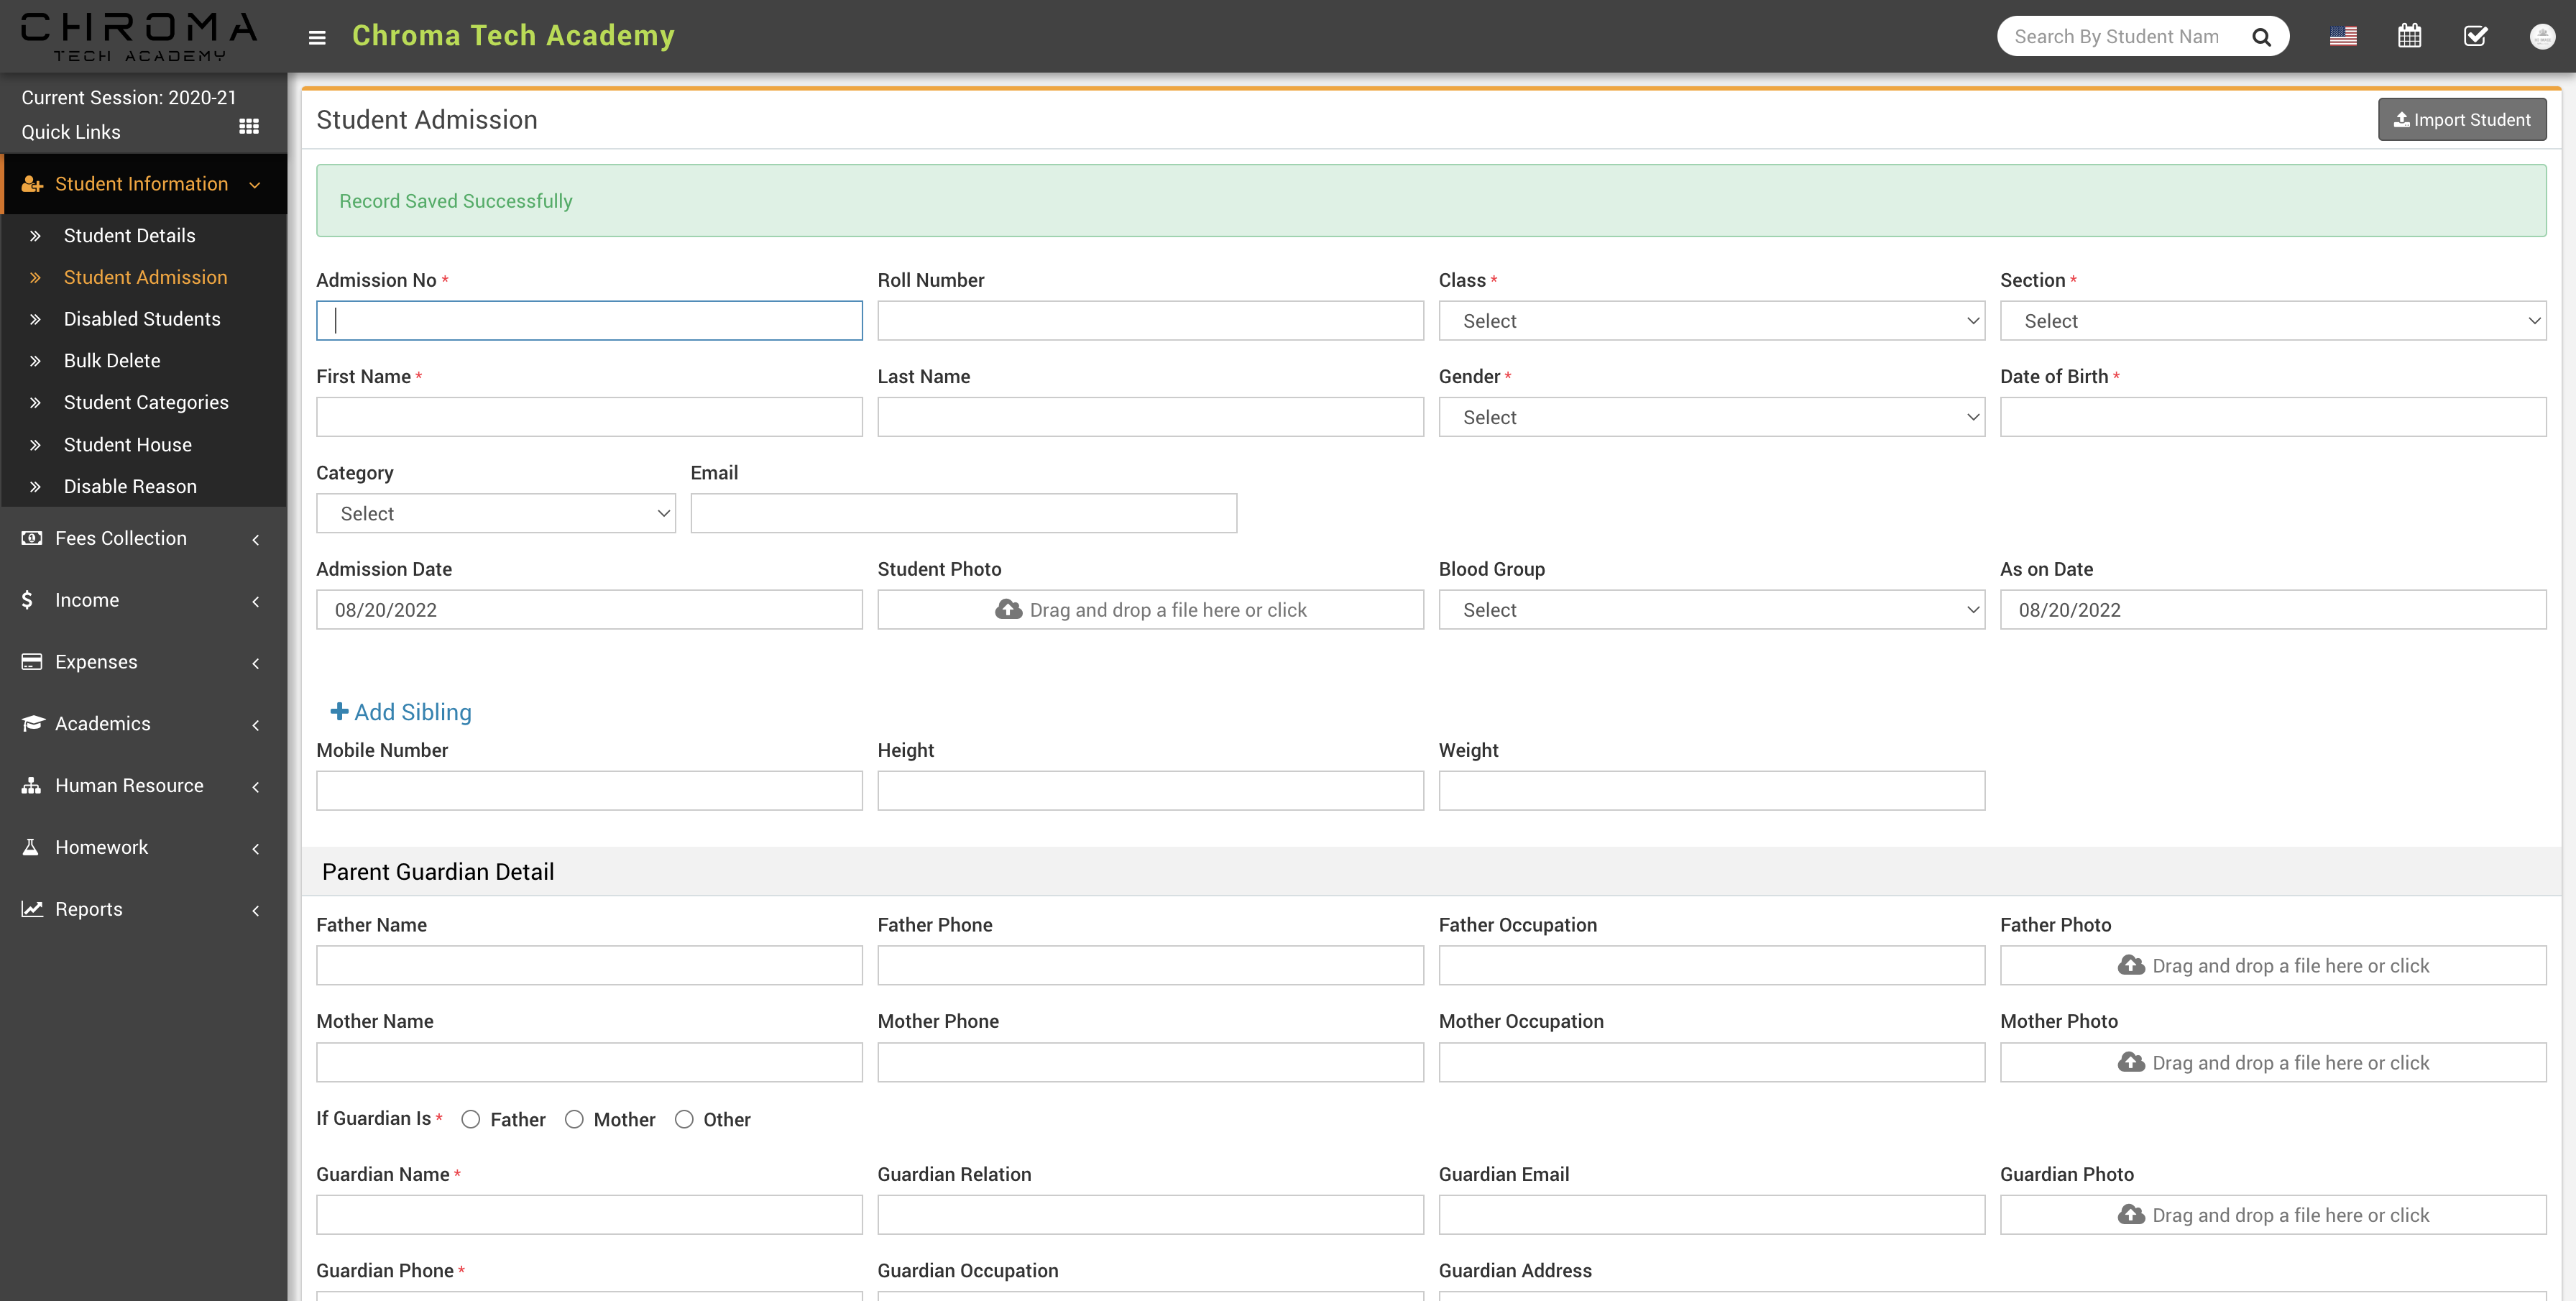 CHROMA
TECH ACADEMY
Chroma Tech Academy
Search By Student Nam
Current Session: 2020-21
Quick Links
Student Information
Student Details
Student Admission
Disabled Students
Bulk Delete
Student Categories
Student House
Disable Reason
Fees Collection
Income
Expenses
Academics
Human Resource
Homework
Reports
Student Admission
Import Student
Record Saved Successfully
Admission No * Roll Number Class * Section *
Select Select
First Name * Last Name Gender * Date of Birth *
Select
Category Email
Select
Admission Date Student Photo Blood Group As on Date
08/20/2022 Drag and drop a file here or click Select 08/20/2022
Add Sibling
Mobile Number Height Weight
Parent Guardian Detail
Father Name Father Phone Father Occupation Father Photo
Drag and drop a file here or click
Mother Name Mother Phone Mother Occupation Mother Photo
Drag and drop a file here or click
If Guardian Is * Father Mother Other
Guardian Name * Guardian Relation Guardian Email Guardian Photo
Drag and drop a file here or click
Guardian Phone * Guardian Occupation Guardian Address